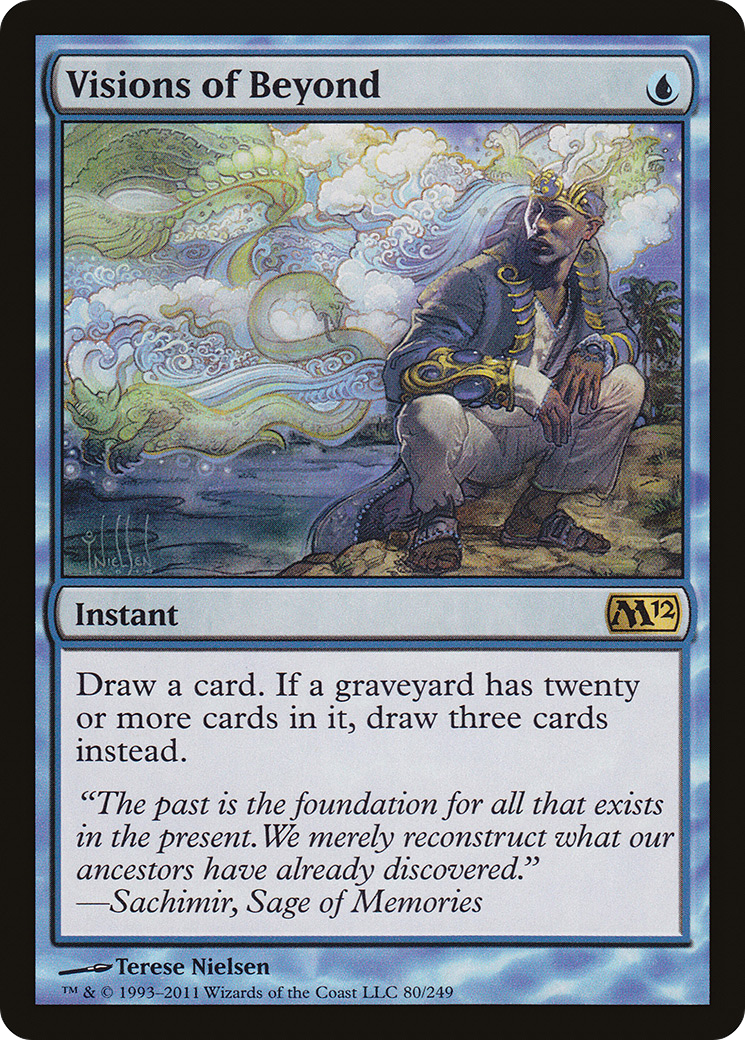 Visions of Beyond
NIELSEN
Instant
M12
Draw a card. If a graveyard has twenty
or more cards in it, draw three cards
instead.
“The past is the foundation for all that exists
in the present. We merely reconstruct what our
ancestors have already discovered.”
—Sachimir, Sage of Memories
Terese Nielsen
™ & © 1993–2011 Wizards of the Coast LLC 80/249